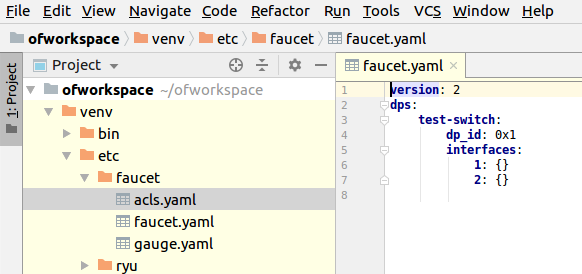 File Edit View Navigate Code Refactor Run Tools VCS Window Help
ofworkspace venv etc faucet faucet.yaml
1: Project
Project
ofworkspace ~/ofworkspace
venv
bin
etc
faucet
acls.yaml
faucet.yaml
gauge.yaml
ryu
faucet.yaml
1 version: 2
2 dps:
3 test-switch:
4 dp_id: 0x1
5 interfaces:
6 1: {}
7 2: {}
8